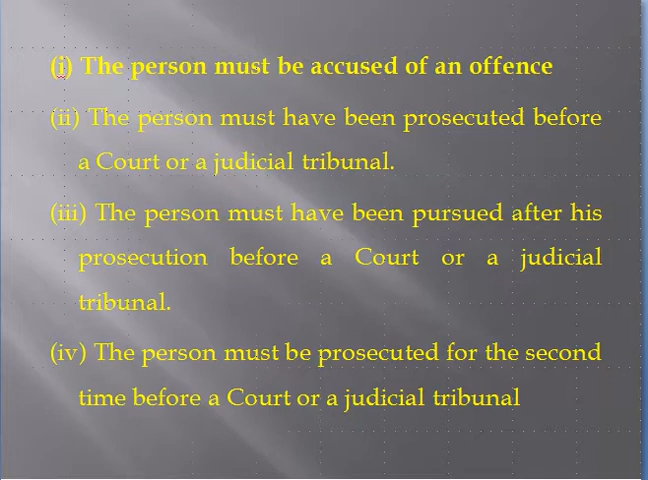 (i) The person must be accused of an offence
(ii) The person must have been prosecuted before
a Court or a judicial tribunal.
(iii) The person must have been pursued after his
prosecution before a Court or a judicial
tribunal.
(iv) The person must be prosecuted for the second
time before a Court or a judicial tribunal